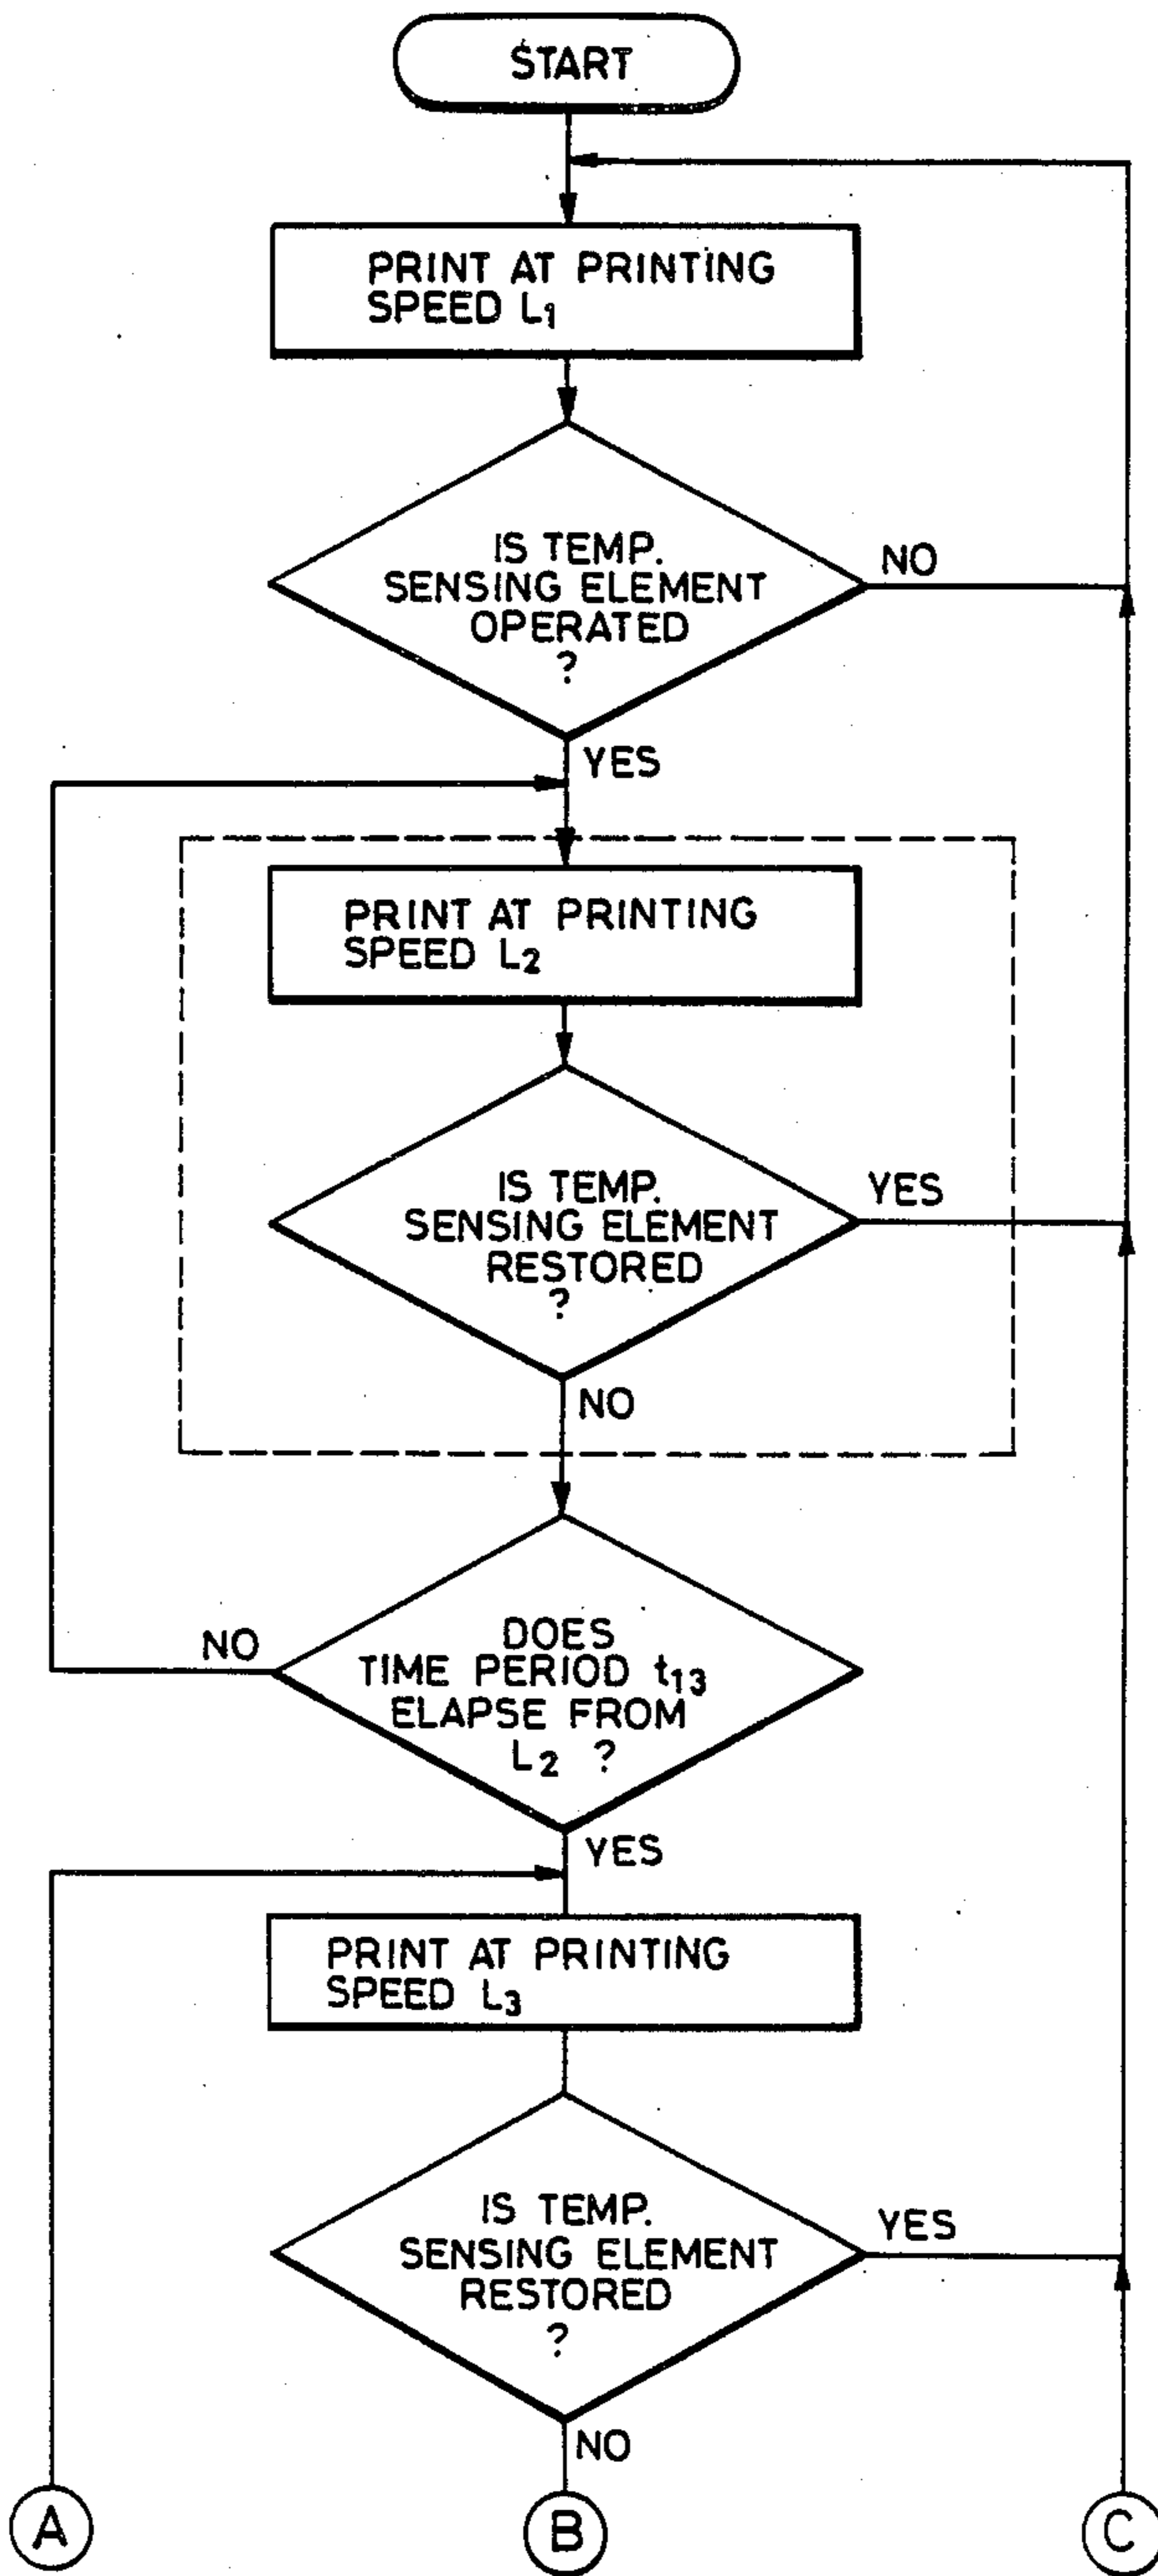 START
PRINT AT PRINTING
SPEED L₁
IS TEMP.
SENSING ELEMENT
OPERATED
?
NO
YES
PRINT AT PRINTING
SPEED L₂
IS TEMP.
SENSING ELEMENT
RESTORED
?
YES
NO
DOES
TIME PERIOD t₁₃
ELAPSE FROM
L₂ ?
NO
YES
PRINT AT PRINTING
SPEED L₃
IS TEMP.
SENSING ELEMENT
RESTORED
?
YES
NO
A
B
C